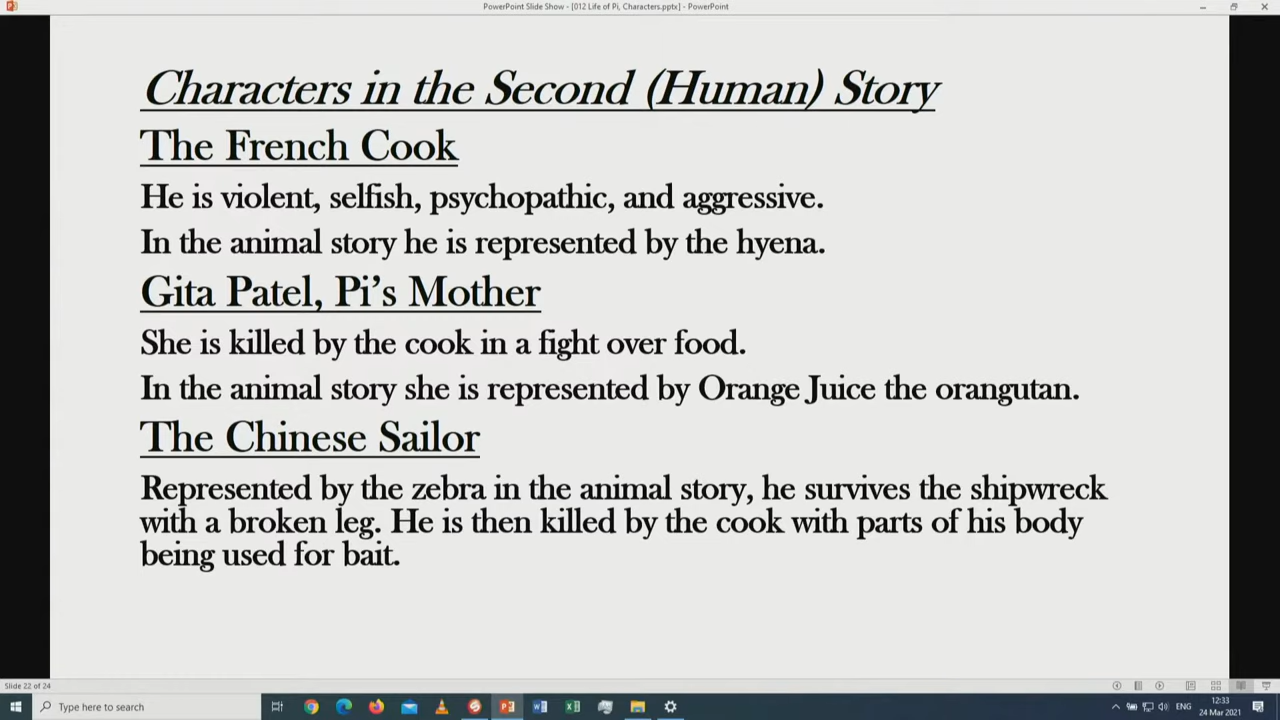 PowerPoint Slide Show - [012 Life of Pi, Characters.pptx] - PowerPoint
Characters in the Second (Human) Story
The French Cook
He is violent, selfish, psychopathic, and aggressive.
In the animal story he is represented by the hyena.
Gita Patel, Pi’s Mother
She is killed by the cook in a fight over food.
In the animal story she is represented by Orange Juice the orangutan.
The Chinese Sailor
Represented by the zebra in the animal story, he survives the shipwreck
with a broken leg. He is then killed by the cook with parts of his body
being used for bait.
Slide 22 of 24
Type here to search
ENG
12:33
24 Mar 2021